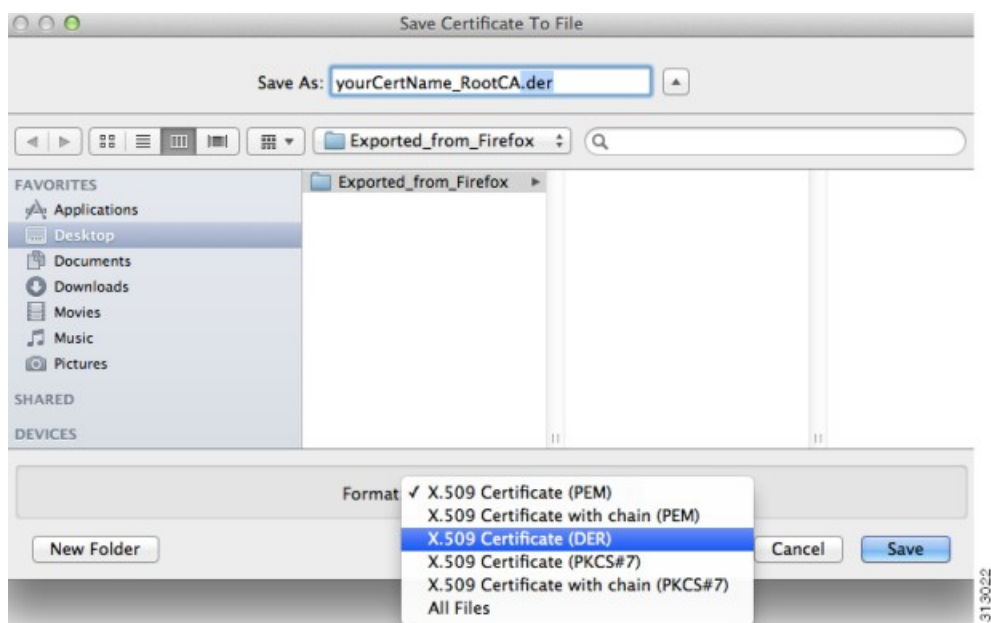 Save Certificate To File
Save As: yourCertName_RootCA.der
Exported_from_Firefox
FAVORITES
Applications
Desktop
Documents
Downloads
Movies
Music
Pictures
SHARED
DEVICES
Exported_from_Firefox
Format ✓ X.509 Certificate (PEM)
X.509 Certificate with chain (PEM)
X.509 Certificate (DER)
X.509 Certificate (PKCS#7)
X.509 Certificate with chain (PKCS#7)
All Files
New Folder
Cancel
Save
313022